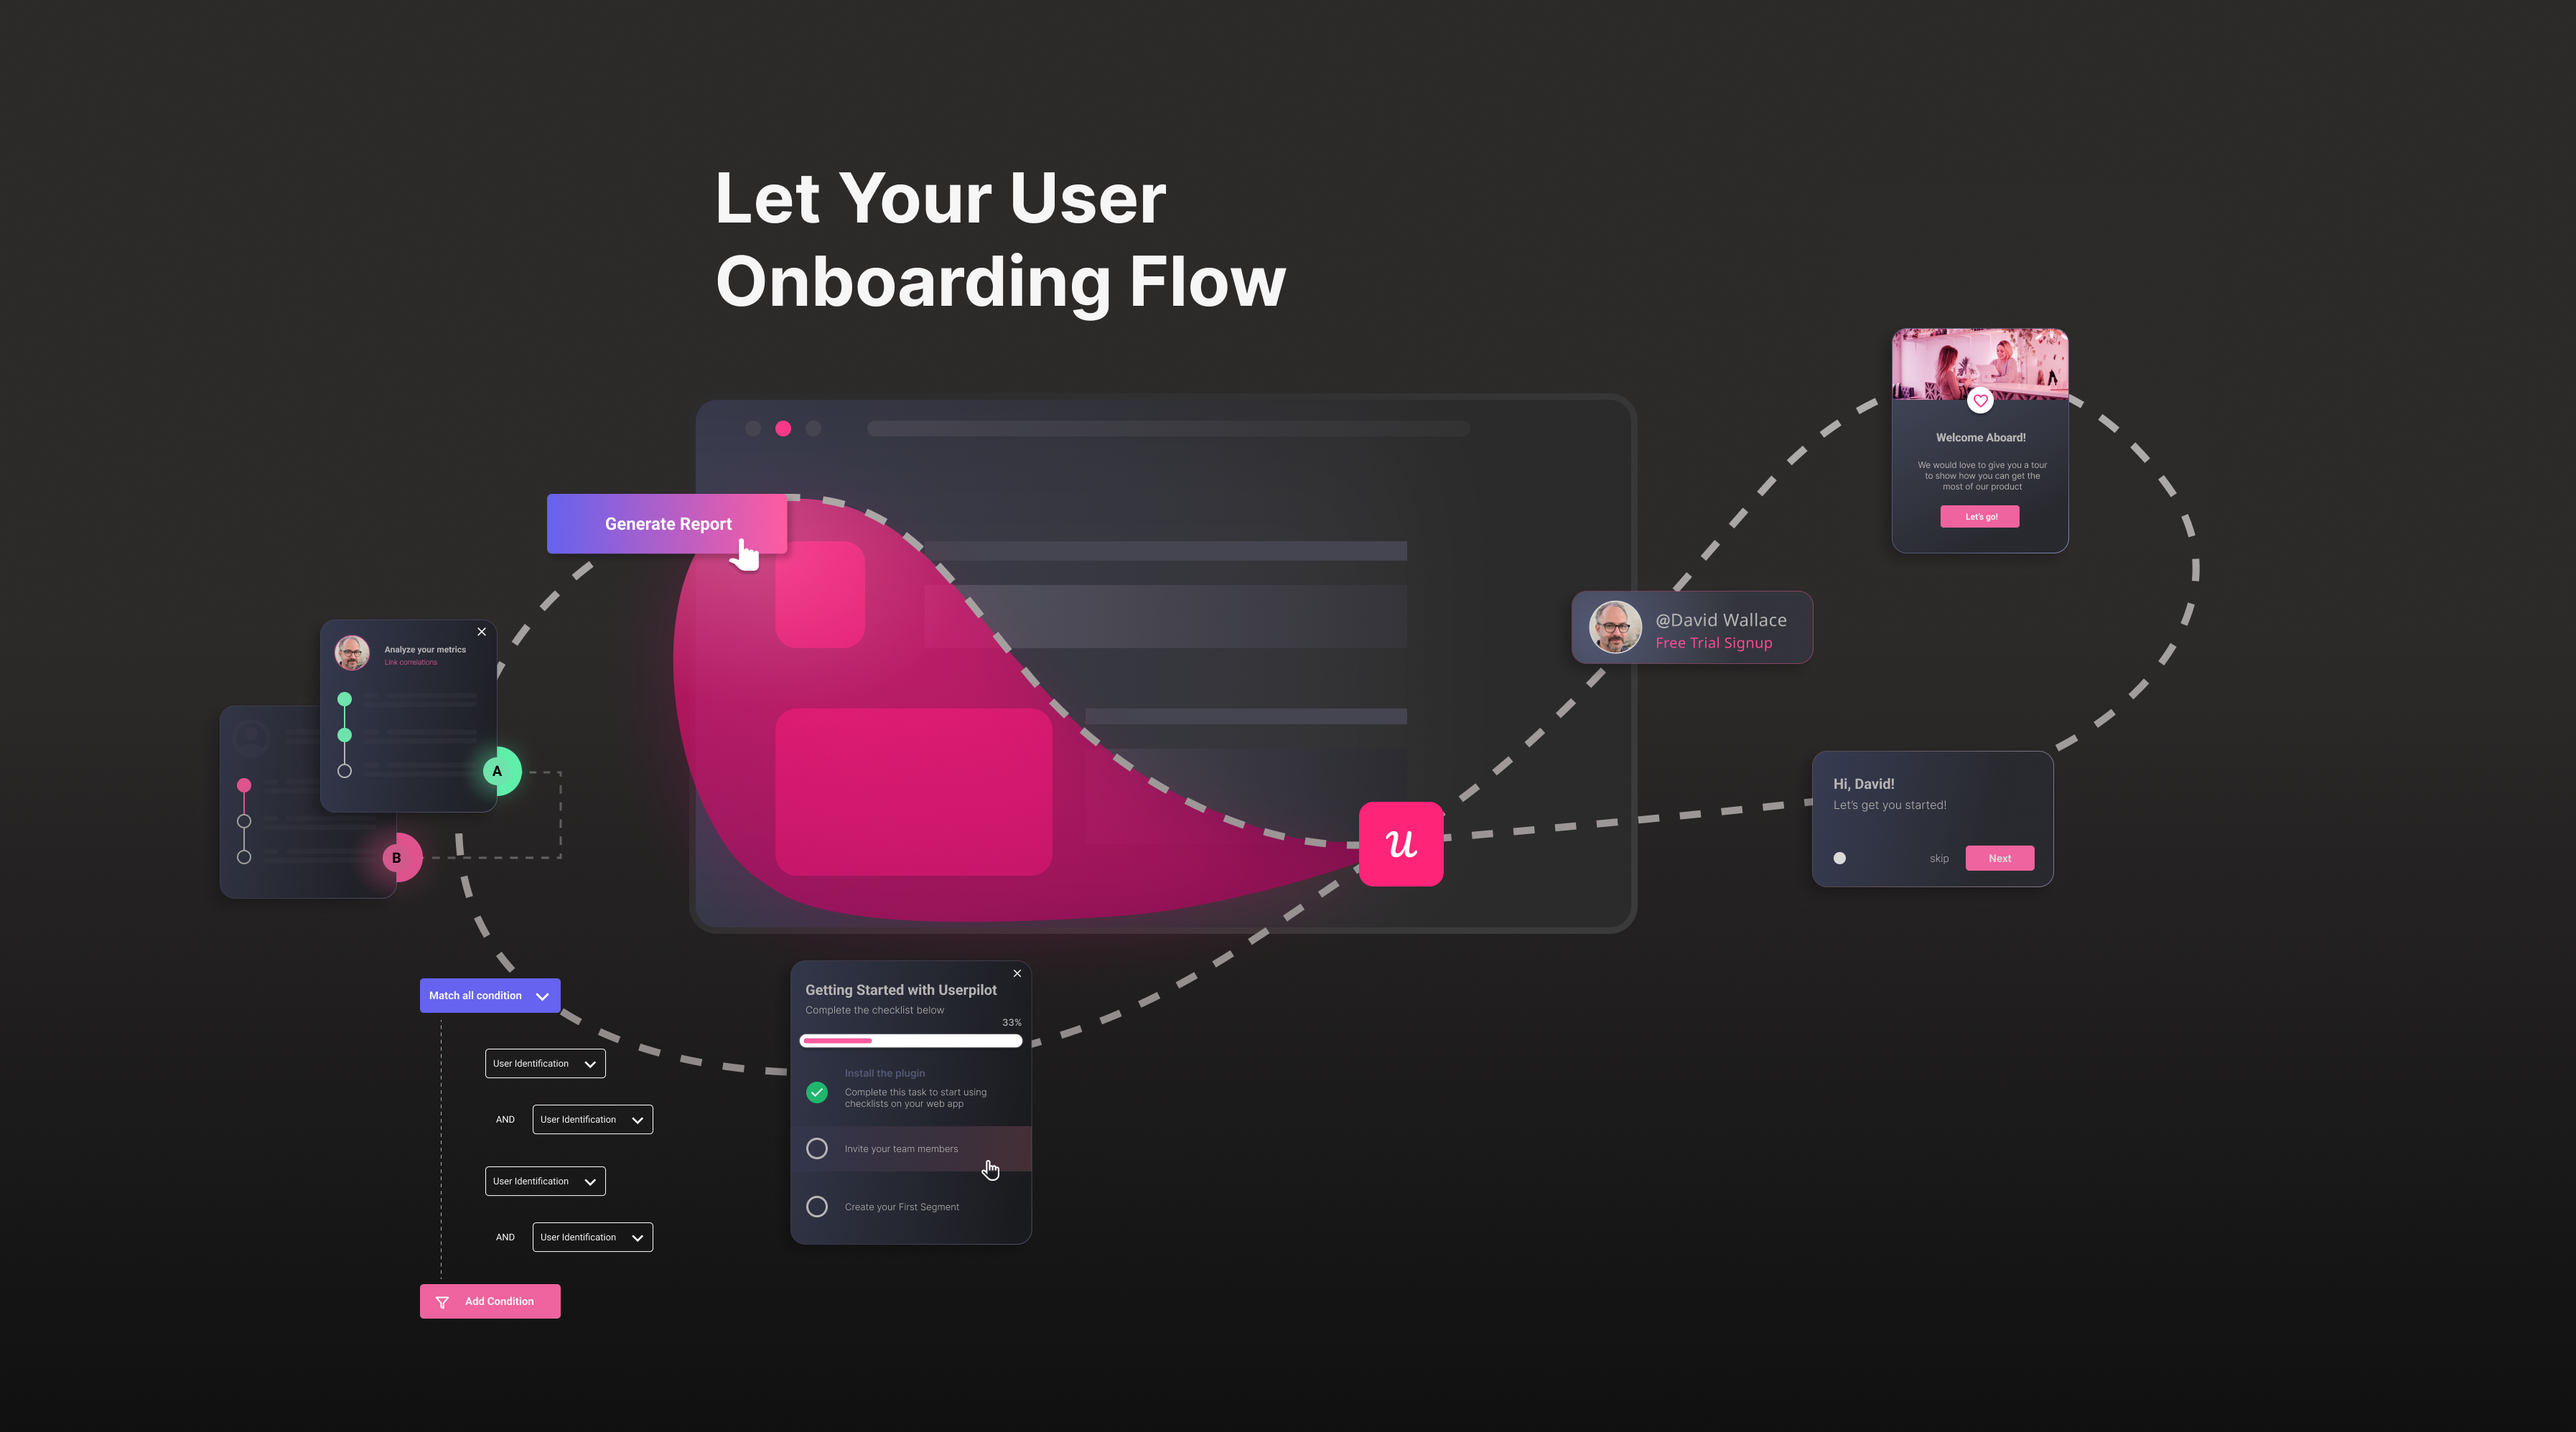 Let Your User
Onboarding Flow
Welcome Aboard!
We would love to give you a tour
to show how you can get the
most of our product
Let's go!
Generate Report
@David Wallace
Free Trial Signup
Analyze your metrics
Link correlations
A
B
u
Hi, David!
Let's get you started!
skip
Next
Match all condition
User Identification
AND
User Identification
User Identification
AND
User Identification
Add Condition
Getting Started with Userpilot
Complete the checklist below
33%
Install the plugin
Complete this task to start using
checklists on your web app
Invite your team members
Create your First Segment